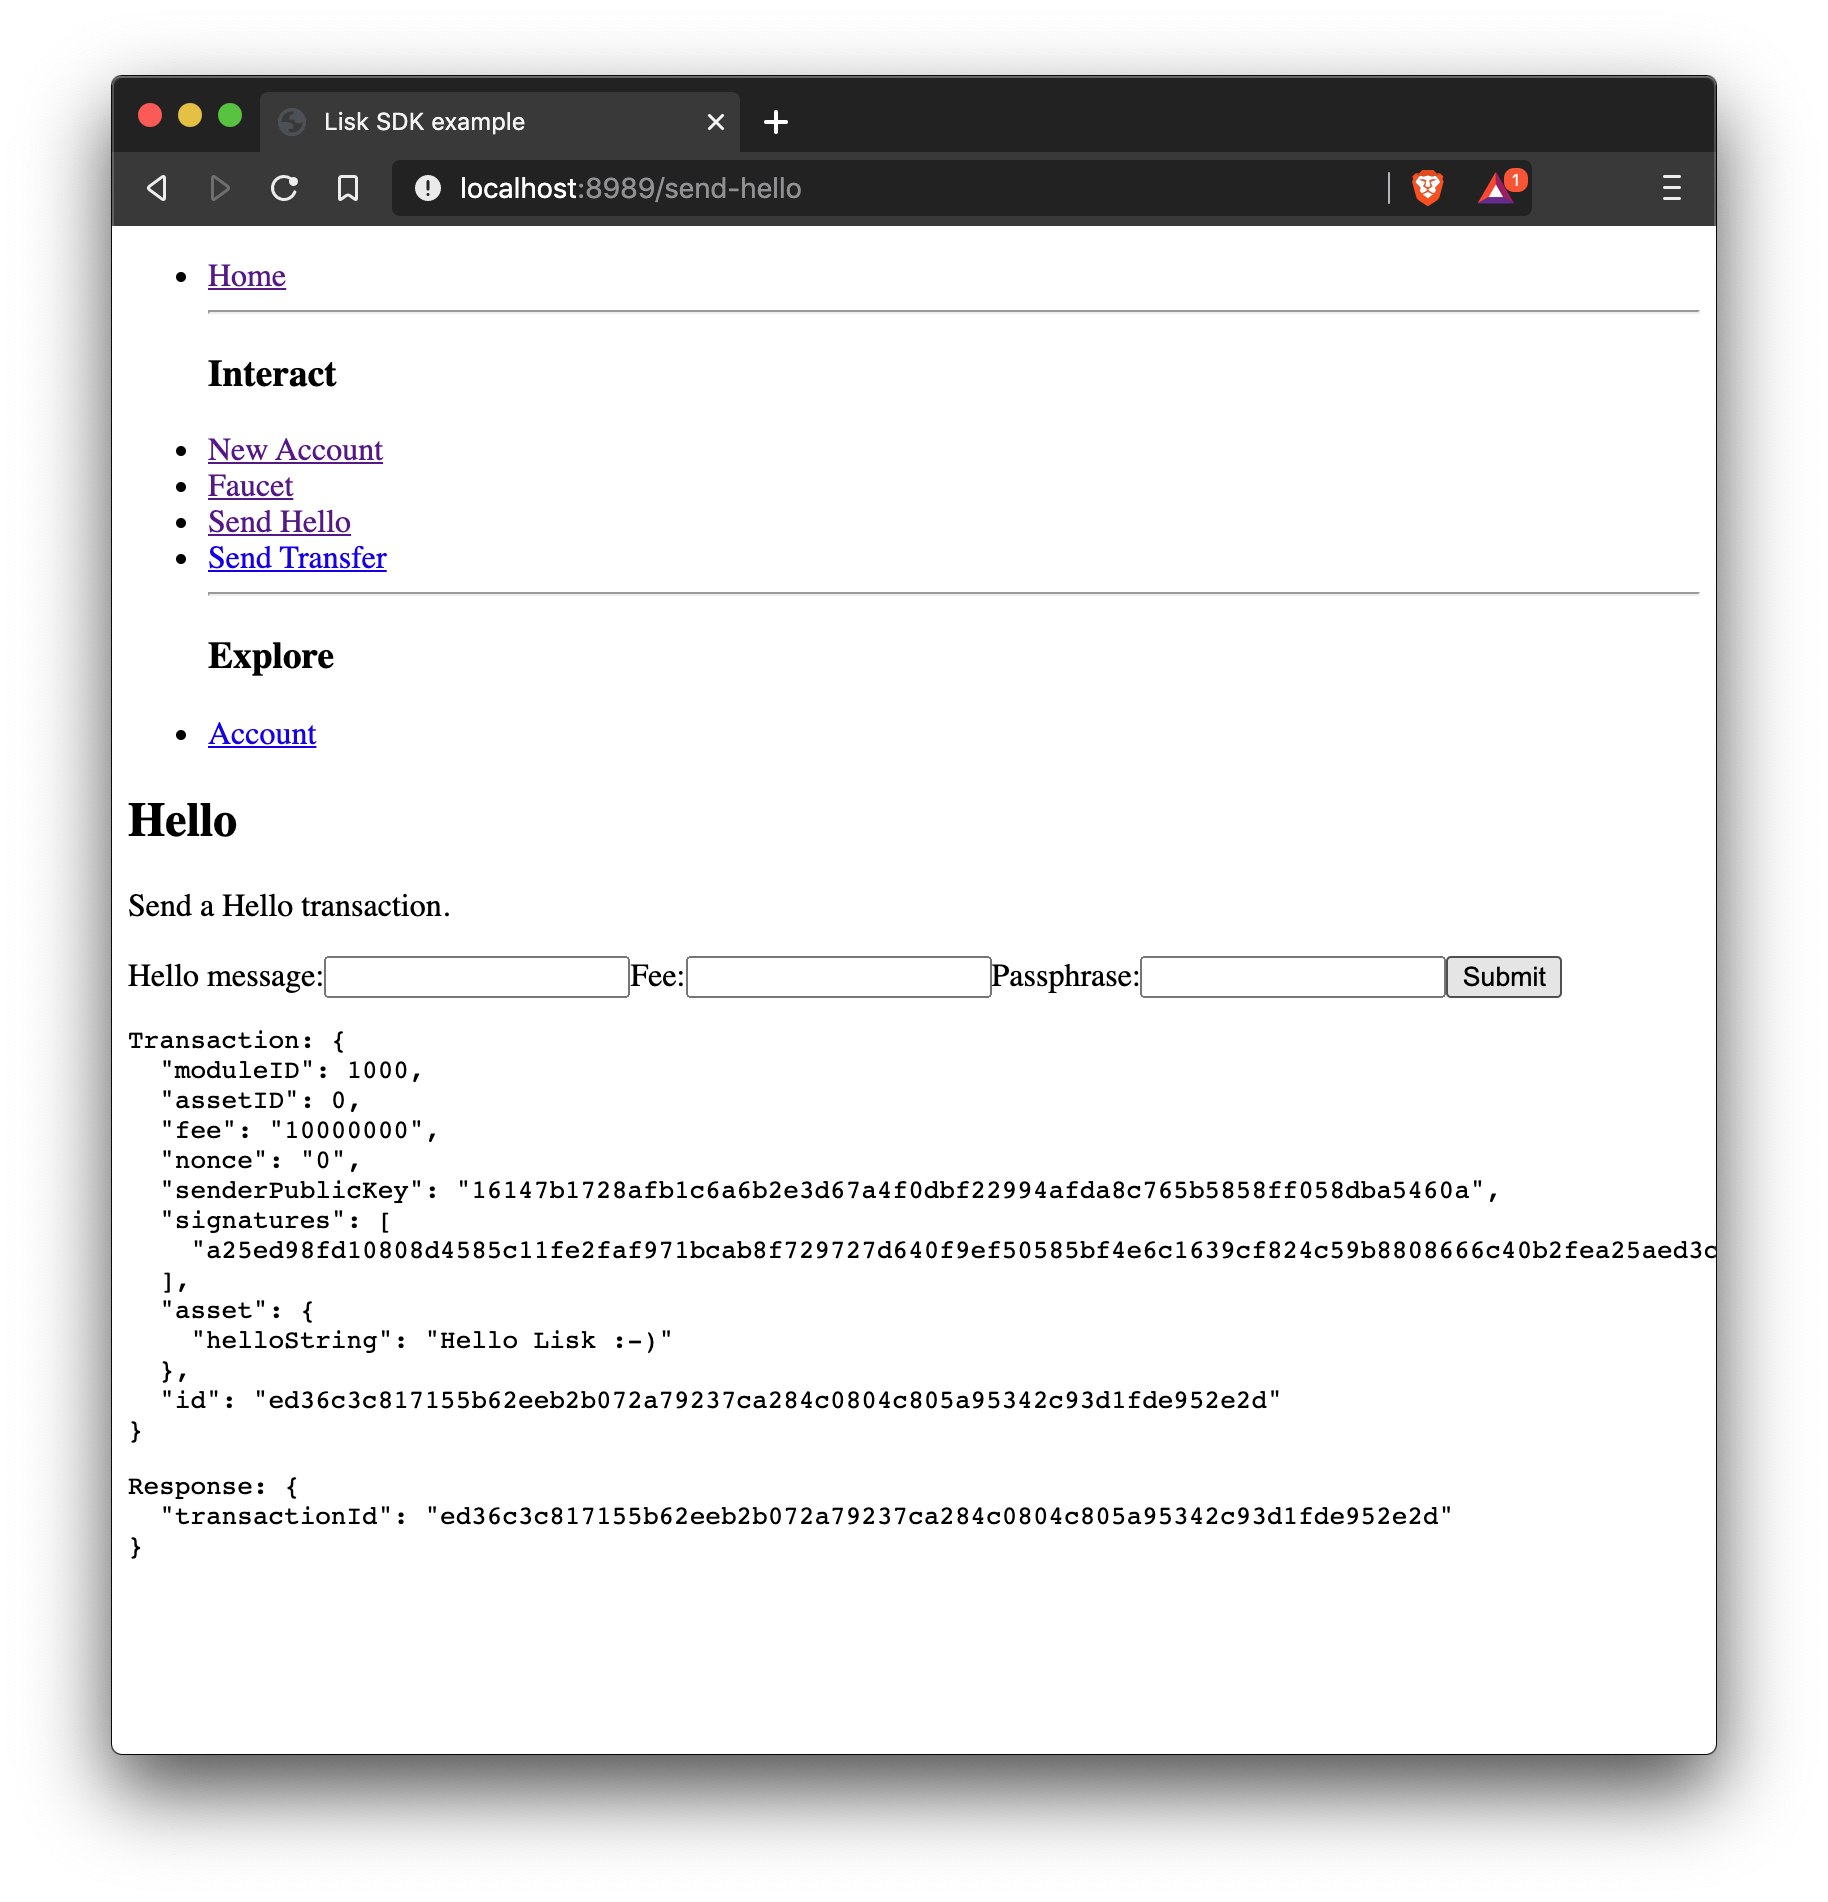 Lisk SDK example
localhost:8989/send-hello
1
Home
Interact
New Account
Faucet
Send Hello
Send Transfer
Explore
Account
Hello
Send a Hello transaction.
Hello message: Fee: Passphrase: Submit
Transaction: {
"moduleID": 1000,
"assetID": 0,
"fee": "10000000",
"nonce": "0",
"senderPublicKey": "16147b1728afb1c6a6b2e3d67a4f0dbf22994afda8c765b5858ff058dba5460a",
"signatures": [
"a25ed98fd10808d4585c11fe2faf971bcab8f729727d640f9ef50585bf4e6c1639cf824c59b8808666c40b2fea25aed3c
],
"asset": {
"helloString": "Hello Lisk :-)"
},
"id": "ed36c3c817155b62eeb2b072a79237ca284c0804c805a95342c93d1fde952e2d"
}
Response: {
"transactionId": "ed36c3c817155b62eeb2b072a79237ca284c0804c805a95342c93d1fde952e2d"
}